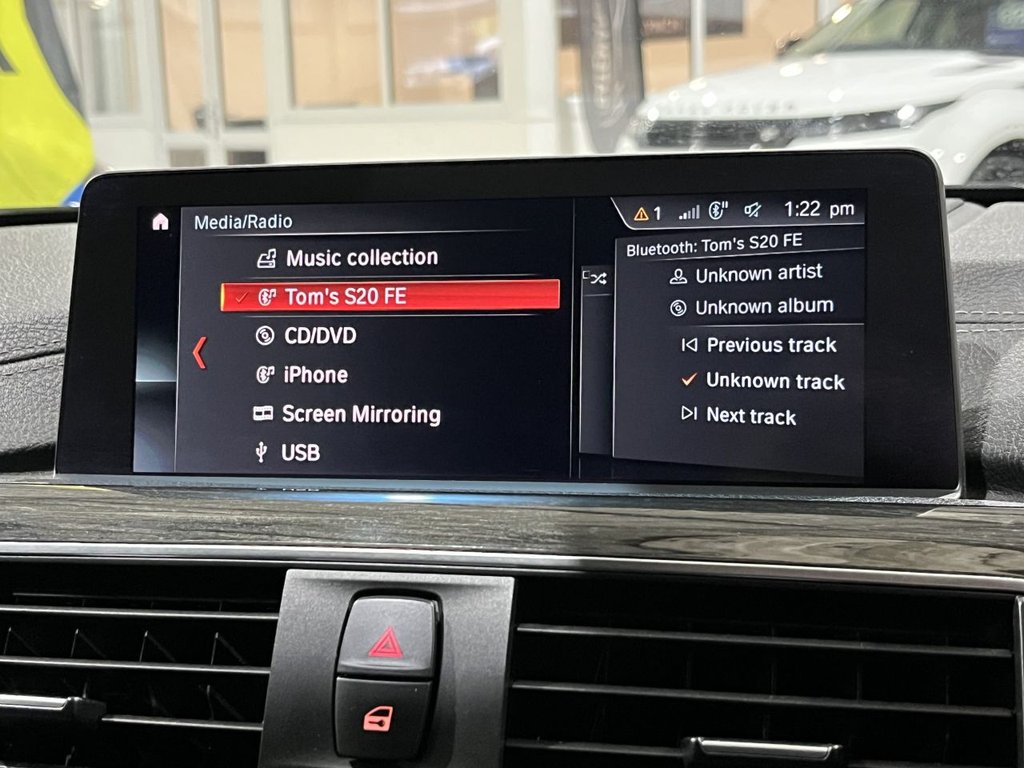 Media/Radio
Music collection
Tom's S20 FE
CD/DVD
iPhone
Screen Mirroring
USB
1 1:22 pm
Bluetooth: Tom's S20 FE
Unknown artist
Unknown album
Previous track
Unknown track
Next track